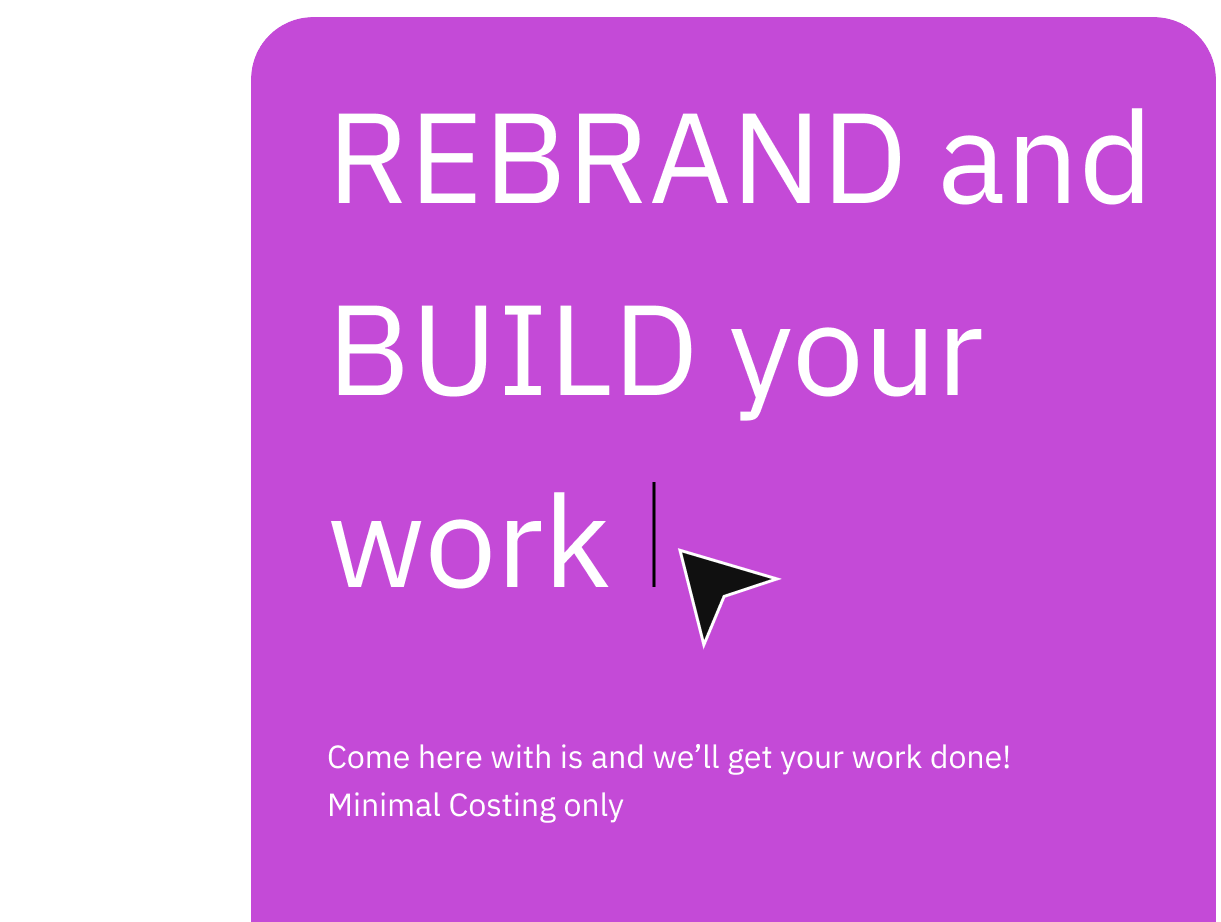 REBRAND and
BUILD your
work
Come here with is and we’ll get your work done!
Minimal Costing only